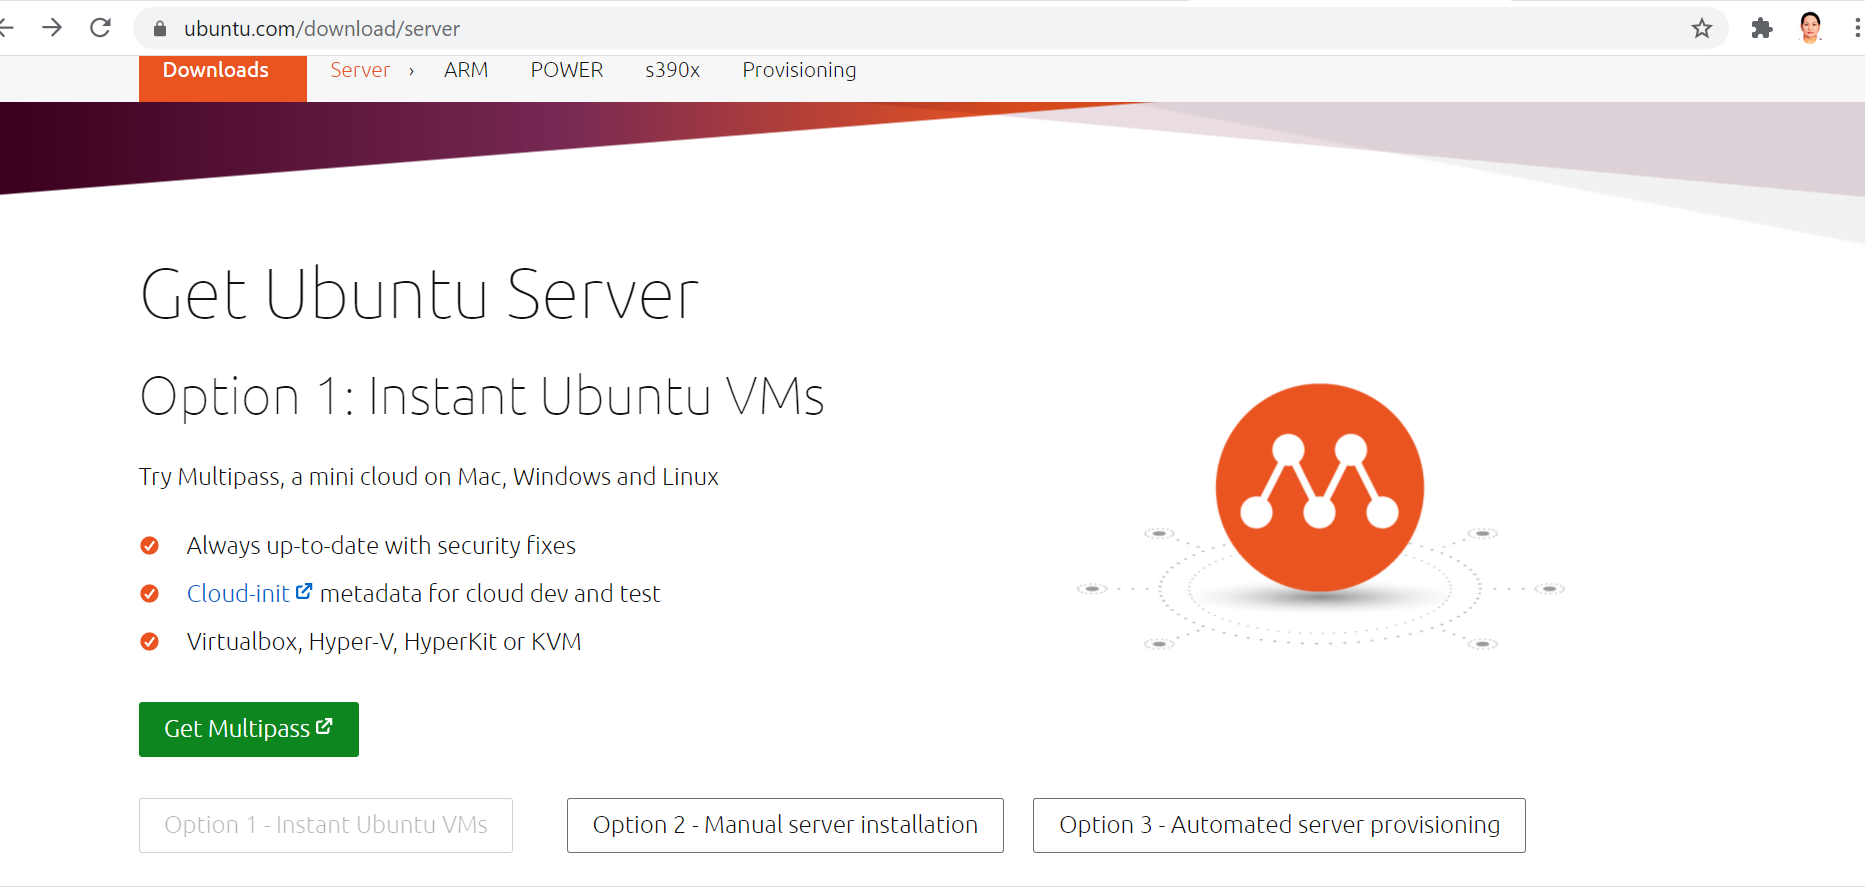 ubuntu.com/download/server
Downloads Server › ARM POWER s390x Provisioning
Get Ubuntu Server
Option 1: Instant Ubuntu VMs
Try Multipass, a mini cloud on Mac, Windows and Linux
Always up-to-date with security fixes
Cloud-init metadata for cloud dev and test
Virtualbox, Hyper-V, HyperKit or KVM
Get Multipass
Option 1 - Instant Ubuntu VMs
Option 2 - Manual server installation
Option 3 - Automated server provisioning